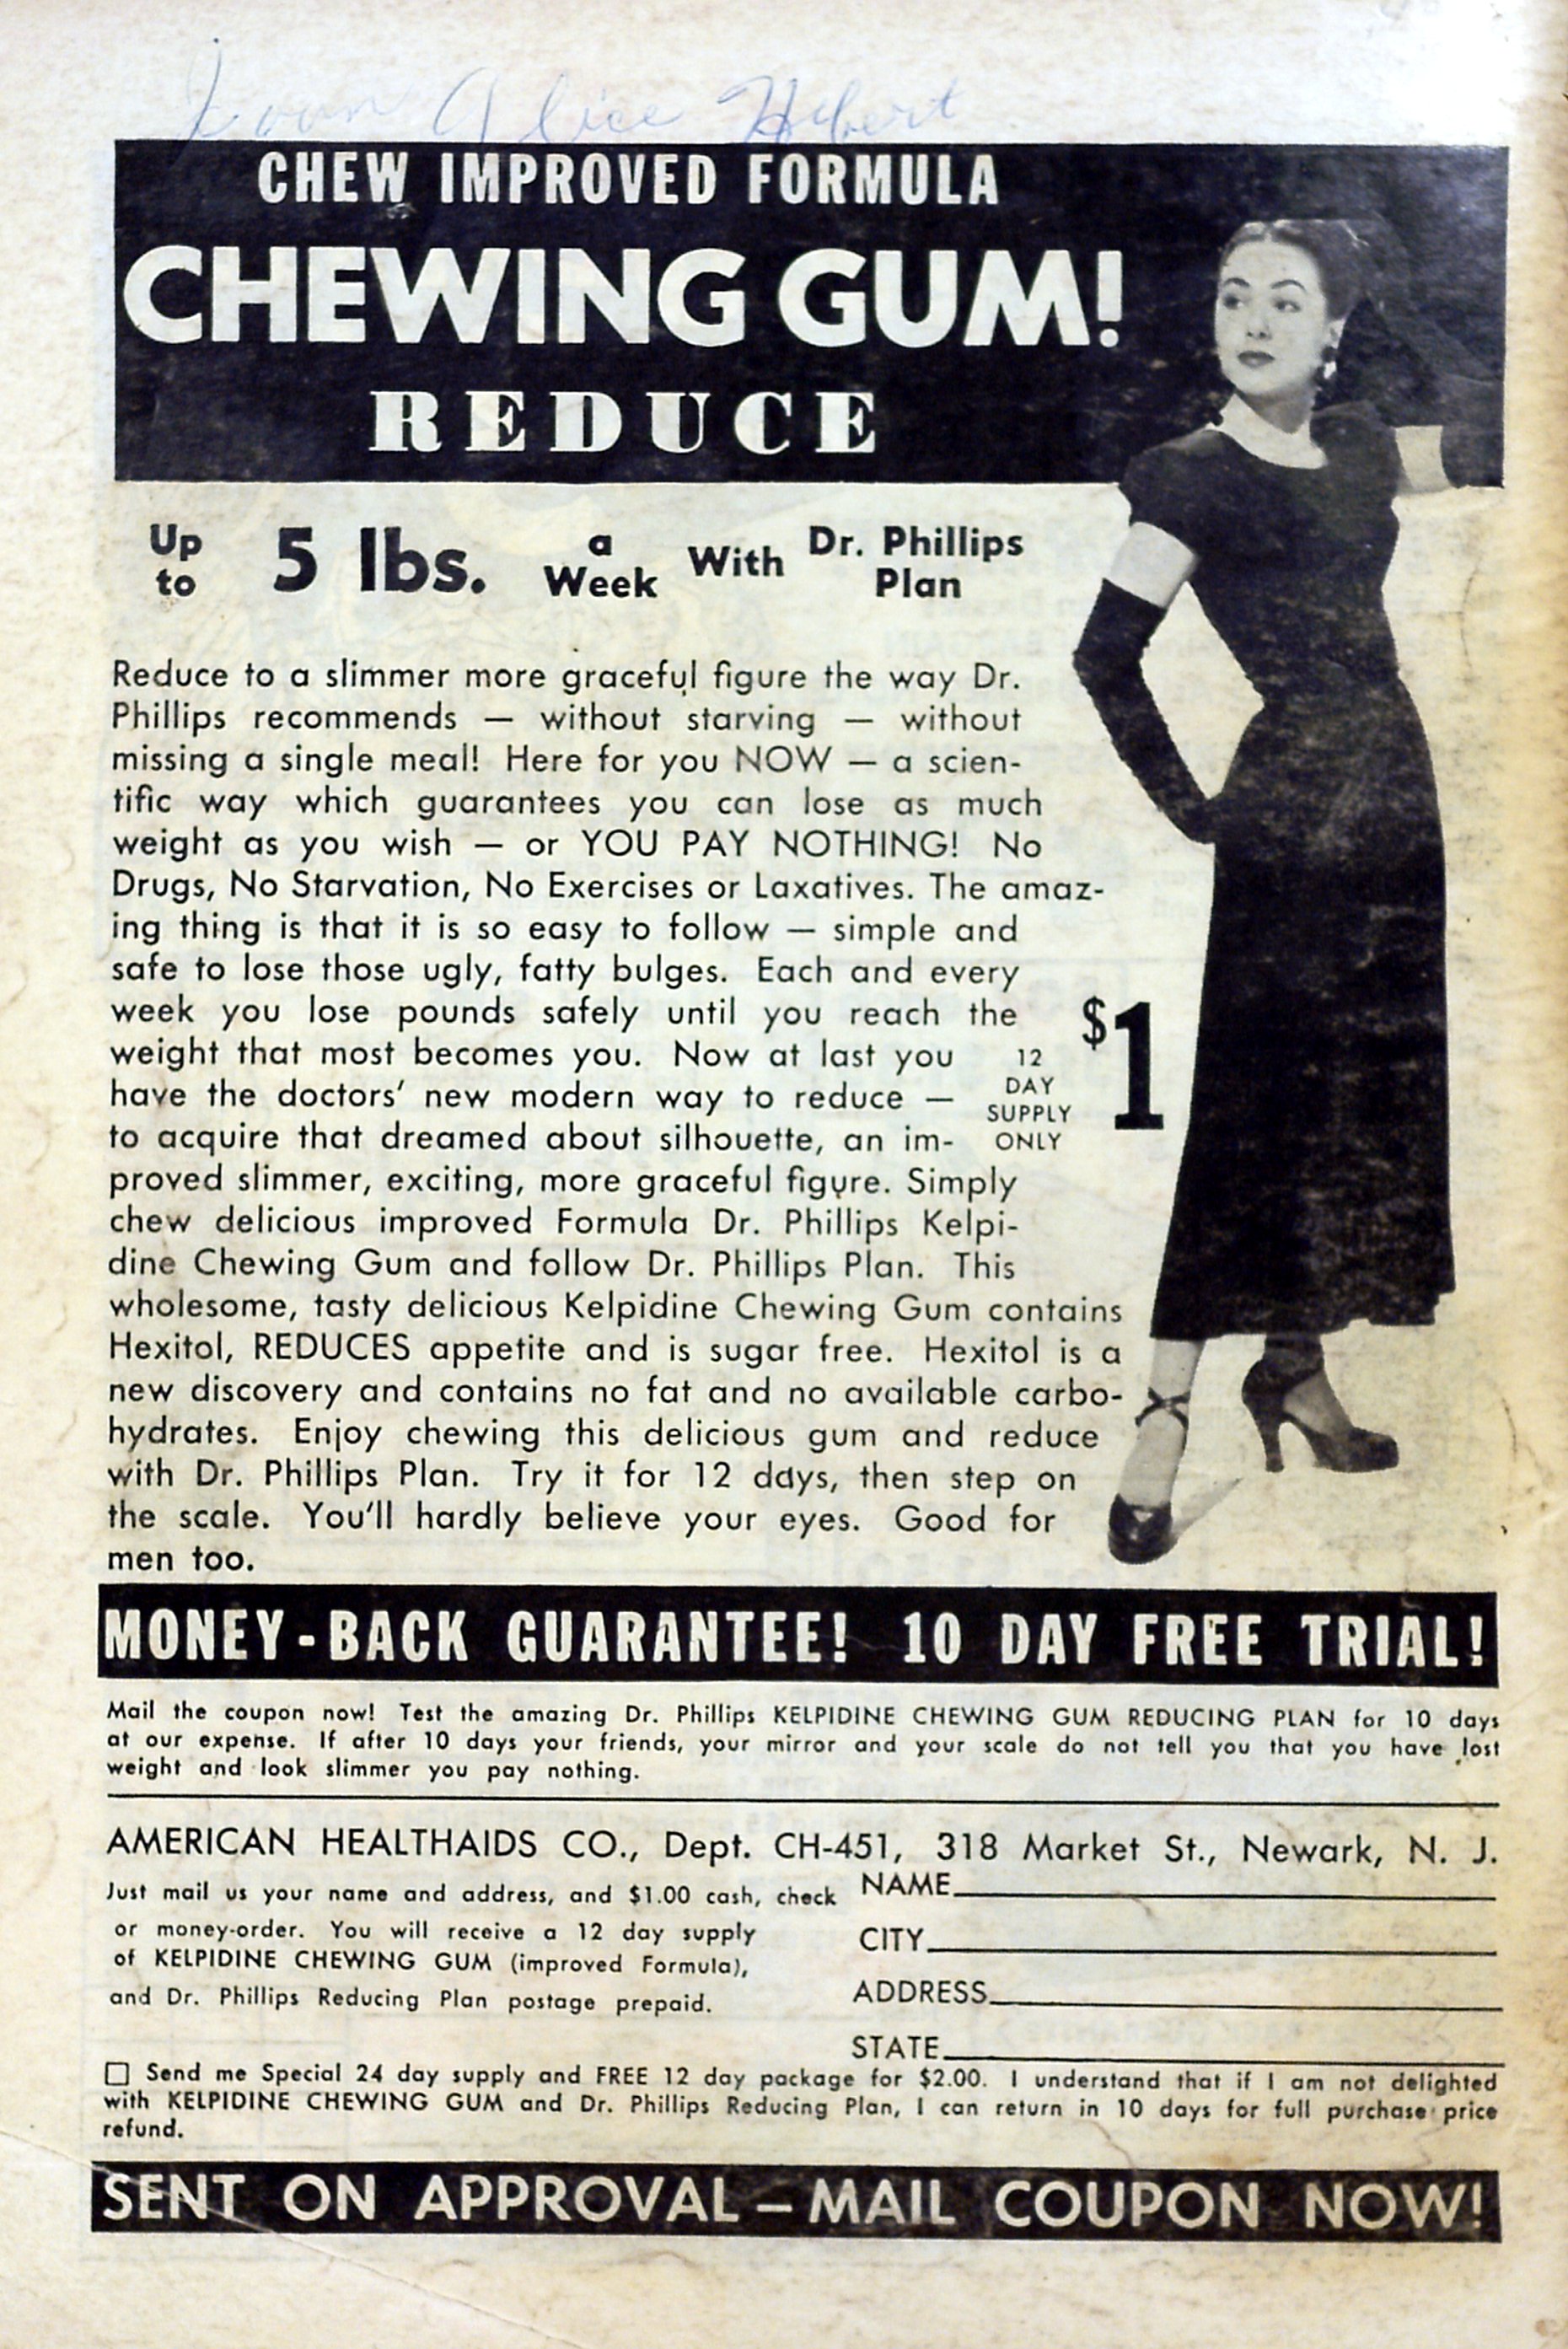 Joan Alice Hebert
CHEW IMPROVED FORMULA
CHEWING GUM!
REDUCE
Up to 5 lbs. a Week With Dr. Phillips Plan
Reduce to a slimmer more graceful figure the way Dr.
Phillips recommends — without starving — without
missing a single meal! Here for you NOW — a scien-
tific way which guarantees you can lose as much
weight as you wish — or YOU PAY NOTHING! No
Drugs, No Starvation, No Exercises or Laxatives. The amaz-
ing thing is that it is so easy to follow — simple and
safe to lose those ugly, fatty bulges. Each and every
week you lose pounds safely until you reach the
weight that most becomes you. Now at last you
have the doctors' new modern way to reduce —
to acquire that dreamed about silhouette, an im-
proved slimmer, exciting, more graceful figure. Simply
chew delicious improved Formula Dr. Phillips Kelpi-
dine Chewing Gum and follow Dr. Phillips Plan. This
wholesome, tasty delicious Kelpidine Chewing Gum contains
Hexitol, REDUCES appetite and is sugar free. Hexitol is a
new discovery and contains no fat and no available carbo-
hydrates. Enjoy chewing this delicious gum and reduce
with Dr. Phillips Plan. Try it for 12 days, then step on
the scale. You'll hardly believe your eyes. Good for
men too.
12
DAY
SUPPLY
ONLY
$1
MONEY-BACK GUARANTEE! 10 DAY FREE TRIAL!
Mail the coupon now! Test the amazing Dr. Phillips KELPIDINE CHEWING GUM REDUCING PLAN for 10 days
at our expense. If after 10 days your friends, your mirror and your scale do not tell you that you have lost
weight and look slimmer you pay nothing.
AMERICAN HEALTHAIDS CO., Dept. CH-451, 318 Market St., Newark, N. J.
Just mail us your name and address, and $1.00 cash, check
or money-order. You will receive a 12 day supply
of KELPIDINE CHEWING GUM (improved Formula),
and Dr. Phillips Reducing Plan postage prepaid.
NAME
CITY
ADDRESS
STATE
Send me Special 24 day supply and FREE 12 day package for $2.00. I understand that if I am not delighted
with KELPIDINE CHEWING GUM and Dr. Phillips Reducing Plan, I can return in 10 days for full purchase price
refund.
SENT ON APPROVAL — MAIL COUPON NOW!